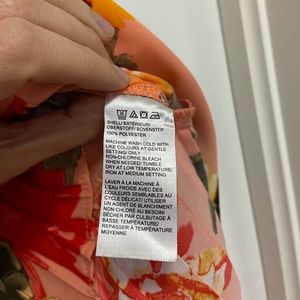 SHELL/ EXTÉRIEUR/
OBERSTOFF/ BOVENSTOF
100% POLYESTER
MACHINE WASH COLD WITH
LIKE COLOURS AT GENTLE
SETTING/ ONLY
NON-CHLORINE BLEACH
WHEN NEEDED/ TUMBLE
DRY AT LOW TEMPERATURE/
IRON AT MEDIUM SETTING
LAVER À LA MACHINE À
L'EAU FROIDE AVEC DES
COULEURS SEMBLABLES AU
CYCLE DÉLICAT/ UTILISER
UN AGENT DE BLANCHIMENT
NON CHLORÉ AU BESOIN/
SÉCHER PAR CULBUTAGE À
BASSE TEMPÉRATURE/
REPASSER À TEMPÉRATURE
MOYENNE